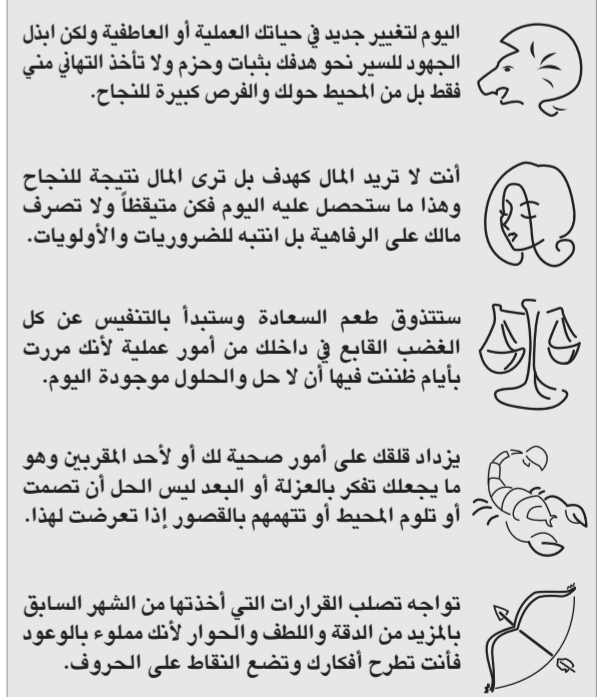 اليوم لتغيير جديد في حياتك العملية أو العاطفية ولكن ابذل
الجهود للسير نحو هدفك بثبات وحزم ولا تأخذ التهاني مني
فقط بل من المحيط حولك والفرص كبيرة للنجاح.
أنت لا تريد المال كهدف بل ترى المال نتيجة للنجاح
وهذا ما ستحصل عليه اليوم فكن متيقظاً ولا تصرف
مالك على الرفاهية بل انتبه للضروريات والأولويات.
ستتذوق طعم السعادة وستبدأ بالتنفيس عن كل
الغضب القابع في داخلك من أمور عملية لأنك مررت
بأيام ظننت فيها أن لا حل والحلول موجودة اليوم.
يزداد قلقك على أمور صحية لك أو لأحد المقربين وهو
ما يجعلك تفكر بالعزلة أو البعد ليس الحل أن تصمت
أو تلوم المحيط أو تتهمهم بالقصور إذا تعرضت لهذا.
تواجه تصلب القرارات التي أخذتها من الشهر السابق
بالمزيد من الدقة واللطف والحوار لأنك مملوء بالوعود
فأنت تطرح أفكارك وتضع النقاط على الحروف.